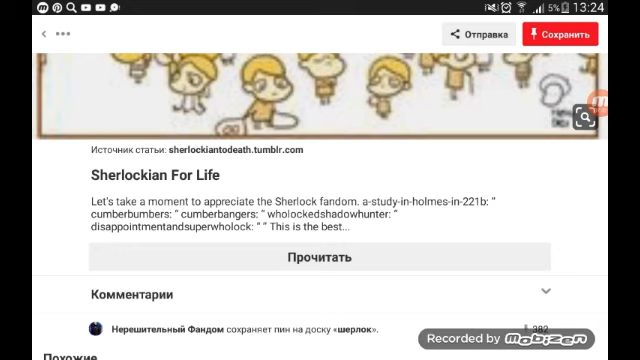 5% 13:24
Отправка
Сохранить
Источник статьи: sherlockiantodeath.tumblr.com
Sherlockian For Life
Let's take a moment to appreciate the Sherlock fandom. a-study-in-holmes-in-221b: “
cumberbumbers: “ cumberbangers: “ wholockedshadowhunter: “
disappointmentandsuperwholock: “ “ This is the best...
Прочитать
Комментарии
Нерешительный Фандом сохраняет пин на доску «шерлок».
382
Recorded by mobizen
Похожие